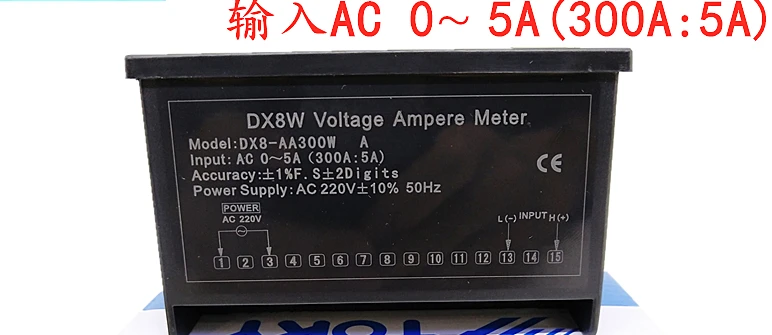 输入AC 0～5A(300A:5A)
DX8W Voltage Ampere Meter
Model:DX8-AA300W A
Input: AC 0～5A (300A:5A)
Accuracy:±1%F.S±2Digits
Power Supply: AC 220V±10% 50Hz
CE
POWER
AC 220V
L(-) INPUT H(+)
1 2 3 4 5 6 7 8 9 10 11 12 13 14 15